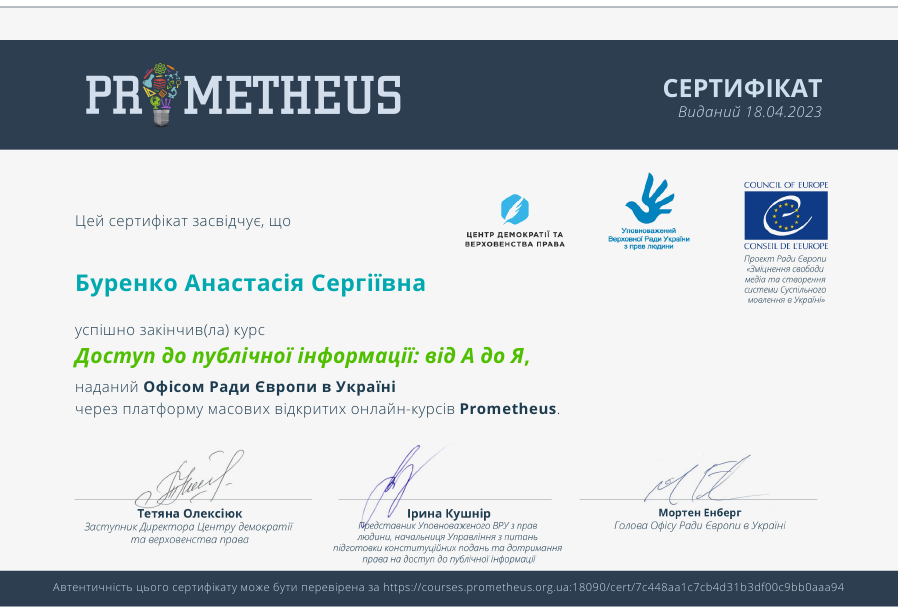 PROMETHEUS
СЕРТИФІКАТ
Виданий 18.04.2023
Цей сертифікат засвідчує, що
ЦЕНТР ДЕМОКРАТІЇ ТА
ВЕРХОВЕНСТВА ПРАВА
Уповноважений
Верховної Ради України
з прав людини
COUNCIL OF EUROPE
CONSEIL DE L'EUROPE
Проєкт Ради Європи
«Зміцнення свободи
медіа та створення
системи Суспільного
мовлення в Україні»
Буренко Анастасія Сергіївна
успішно закінчив(ла) курс
Доступ до публічної інформації: від А до Я,
наданий Офісом Ради Європи в Україні
через платформу масових відкритих онлайн-курсів Prometheus.
Тетяна Олексіюк
Заступник Директора Центру демократії
та верховенства права
Ірина Кушнір
Представник Уповноваженого ВРУ з прав
людини, начальниця Управління з питань
підготовки конституційних подань та дотримання
права на доступ до публічної інформації
Мортен Енберг
Голова Офісу Ради Європи в Україні
Автентичність цього сертифікату може бути перевірена за https://courses.prometheus.org.ua:18090/cert/7c448aa1c7cb4d31b3df00c9bb0aaa94